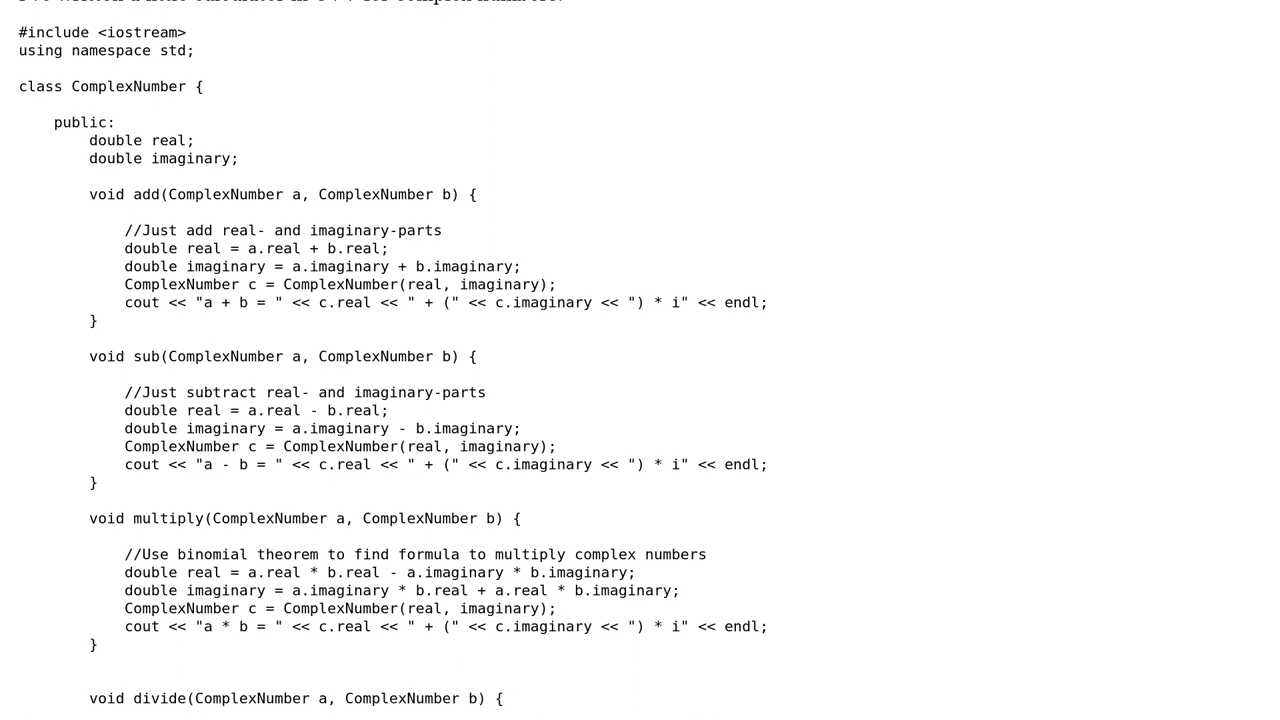 #include <iostream>
using namespace std;
class ComplexNumber {
public:
double real;
double imaginary;
void add(ComplexNumber a, ComplexNumber b) {
//Just add real- and imaginary-parts
double real = a.real + b.real;
double imaginary = a.imaginary + b.imaginary;
ComplexNumber c = ComplexNumber(real, imaginary);
cout << "a + b = " << c.real << " + (" << c.imaginary << ") * i" << endl;
}
void sub(ComplexNumber a, ComplexNumber b) {
//Just subtract real- and imaginary-parts
double real = a.real - b.real;
double imaginary = a.imaginary - b.imaginary;
ComplexNumber c = ComplexNumber(real, imaginary);
cout << "a - b = " << c.real << " + (" << c.imaginary << ") * i" << endl;
}
void multiply(ComplexNumber a, ComplexNumber b) {
//Use binomial theorem to find formula to multiply complex numbers
double real = a.real * b.real - a.imaginary * b.imaginary;
double imaginary = a.imaginary * b.real + a.real * b.imaginary;
ComplexNumber c = ComplexNumber(real, imaginary);
cout << "a * b = " << c.real << " + (" << c.imaginary << ") * i" << endl;
}
void divide(ComplexNumber a, ComplexNumber b) {